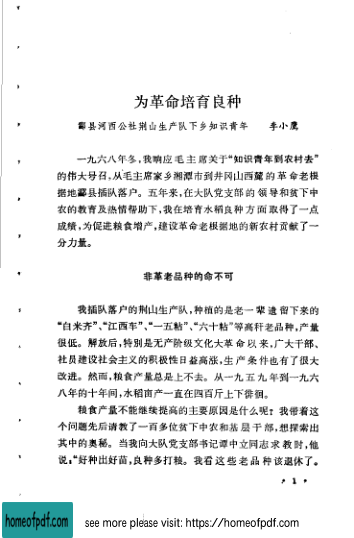 为革命培育良种
酃县河西公社荆山生产队下乡知识青年 李小鹰
一九六八年冬，我响应毛主席关于“知识青年到农村去”
的伟大号召，从毛主席家乡湘潭市到井冈山西麓的革命老根
据地酃县插队落户。五年来，在大队党支部的领导和贫下中
农的教育及热情帮助下，我在培育水稻良种方面取得了一点
成绩，为促进粮食增产，建设革命老根据地的新农村贡献了一
分力量。
非革老品种的命不可
我插队落户的荆山生产队，种植的是老一辈遗留下来的
“白米齐”、“江西车”、“一五粘”、“六十粘”等高秆老品种，产量
很低。解放后，特别是无产阶级文化大革命以来，广大干部、
社员建设社会主义的积极性日益高涨，生产条件也有了很大
改进。然而，粮食产量总是上不去。从一九五九年到一九六
八年的十年间，水稻亩产一直在四百斤上下徘徊。
粮食产量不能继续提高的主要原因是什么呢？我带着这
个问题先后请教了一百多位贫下中农和基层干部，想探索出
其中的奥秘。当我向大队党支部书记谭中立同志求教时，他
说：“好种出好苗，良种多打粮。我看这些老品种该退休了。
· 1 ·
homeofpdf.com
see more please visit: https://homeofpdf.com